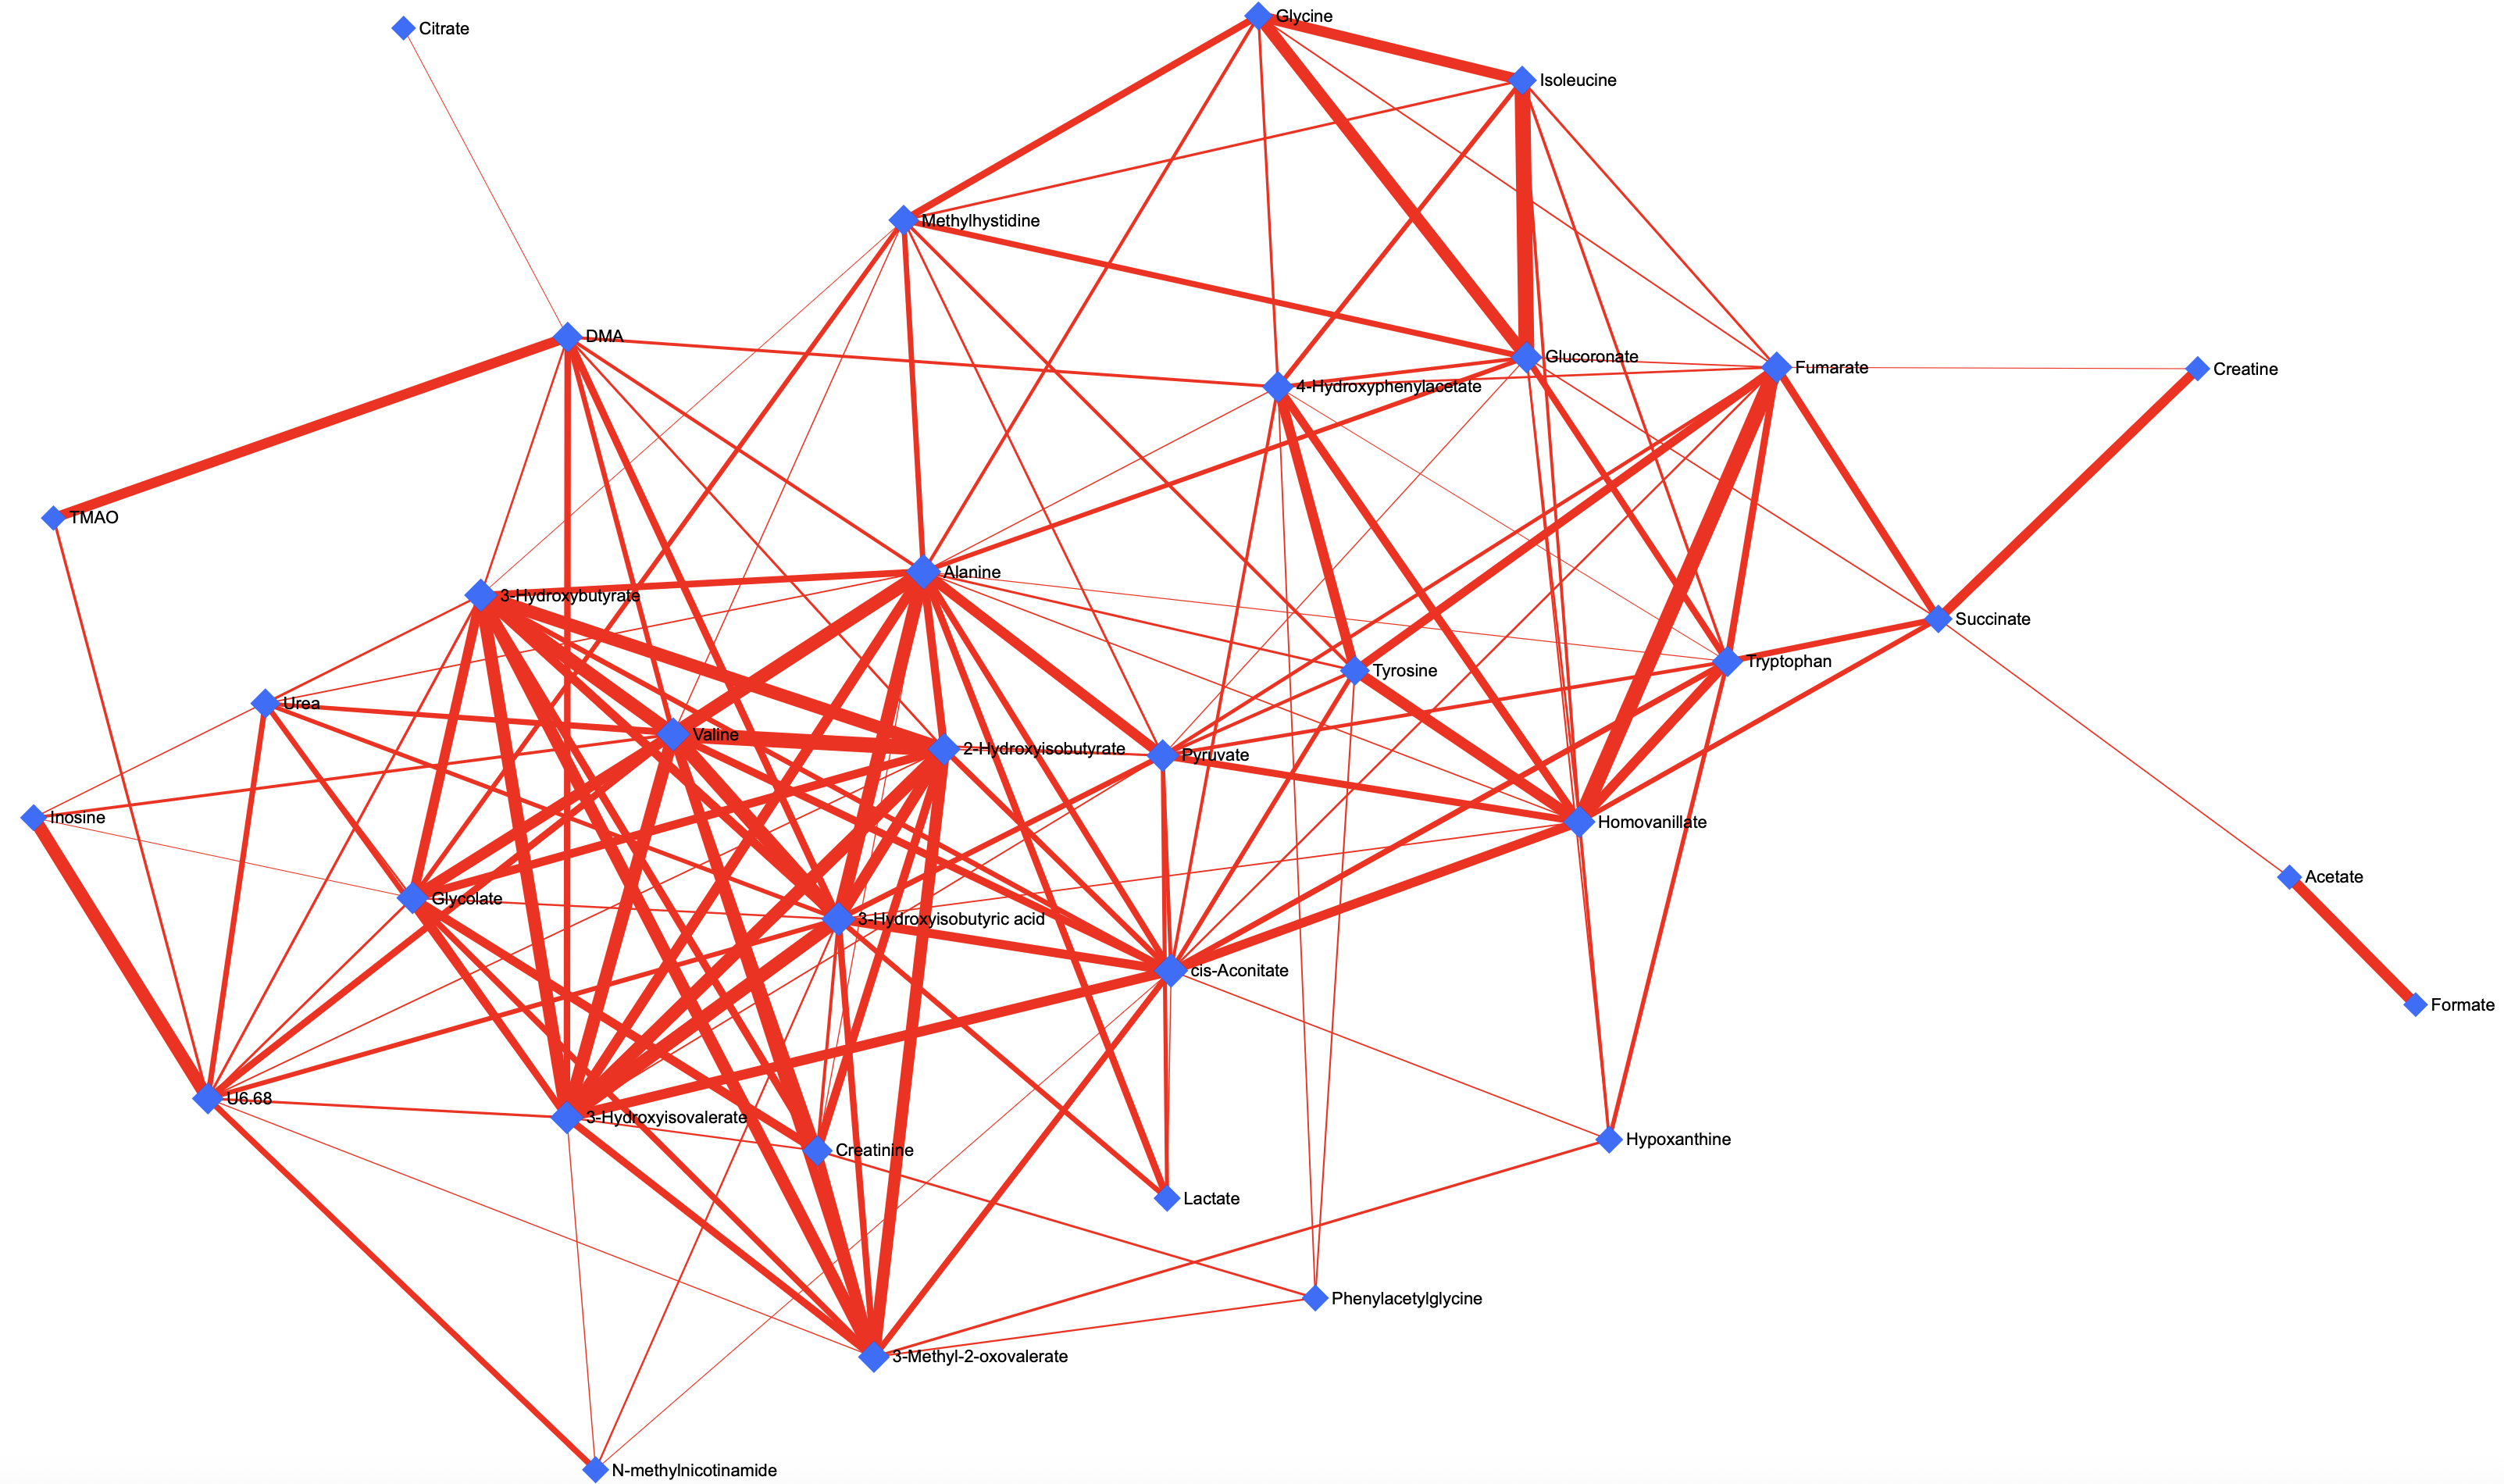 Glycine
Citrate
Isoleucine
Methylhystidine
DMA
Glucoronate
Fumarate
Creatine
4-Hydroxyphenylacetate
TMAO
Alanine
3-Hydroxybutyrate
Succinate
Tryptophan
Tyrosine
Urea
Valine
2-Hydroxyisobutyrate
Pyruvate
Inosine
Homovanillate
Acetate
Glycolate
3-Hydroxyisobutyric acid
cis-Aconitate
Formate
U6.68
3-Hydroxyisovalerate
Hypoxanthine
Creatinine
Lactate
Phenylacetylglycine
3-Methyl-2-oxovalerate
N-methylnicotinamide